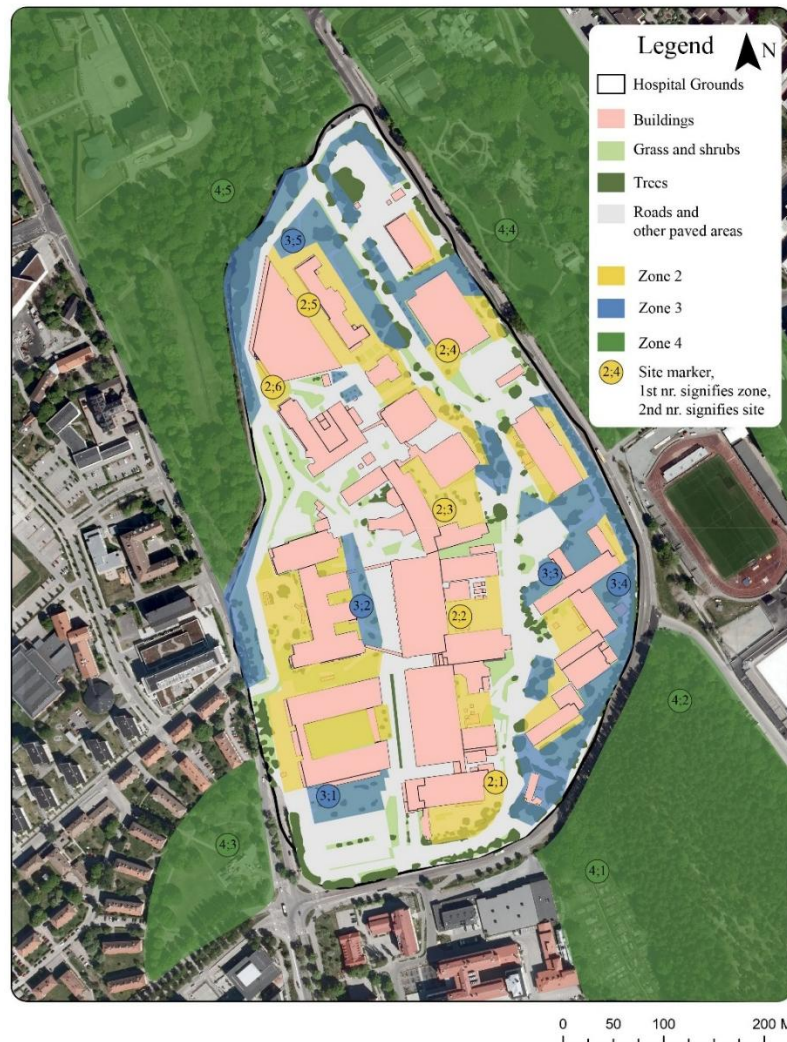 Legend
N
Hospital Grounds
Buildings
Grass and shrubs
Trees
Roads and
other paved areas
Zone 2
Zone 3
Zone 4
2;4
Site marker,
1st nr. signifies zone,
2nd nr. signifies site
4;5
4;4
3;5
2;5
2;4
2;6
2;3
3;3
3;4
3;2
2;2
4;2
2;1
3;1
4;3
4;1
0 50 100 200 M